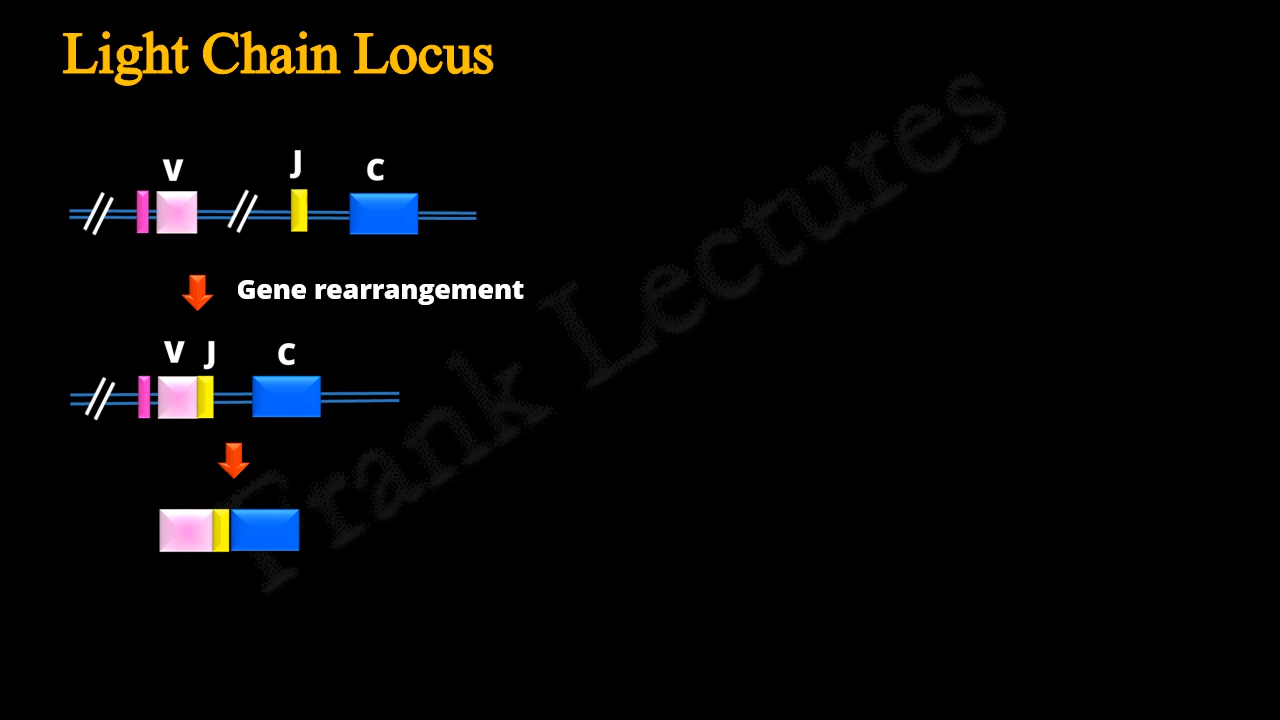 Light Chain Locus
V J C
Gene rearrangement
V J C
Frank Lectures